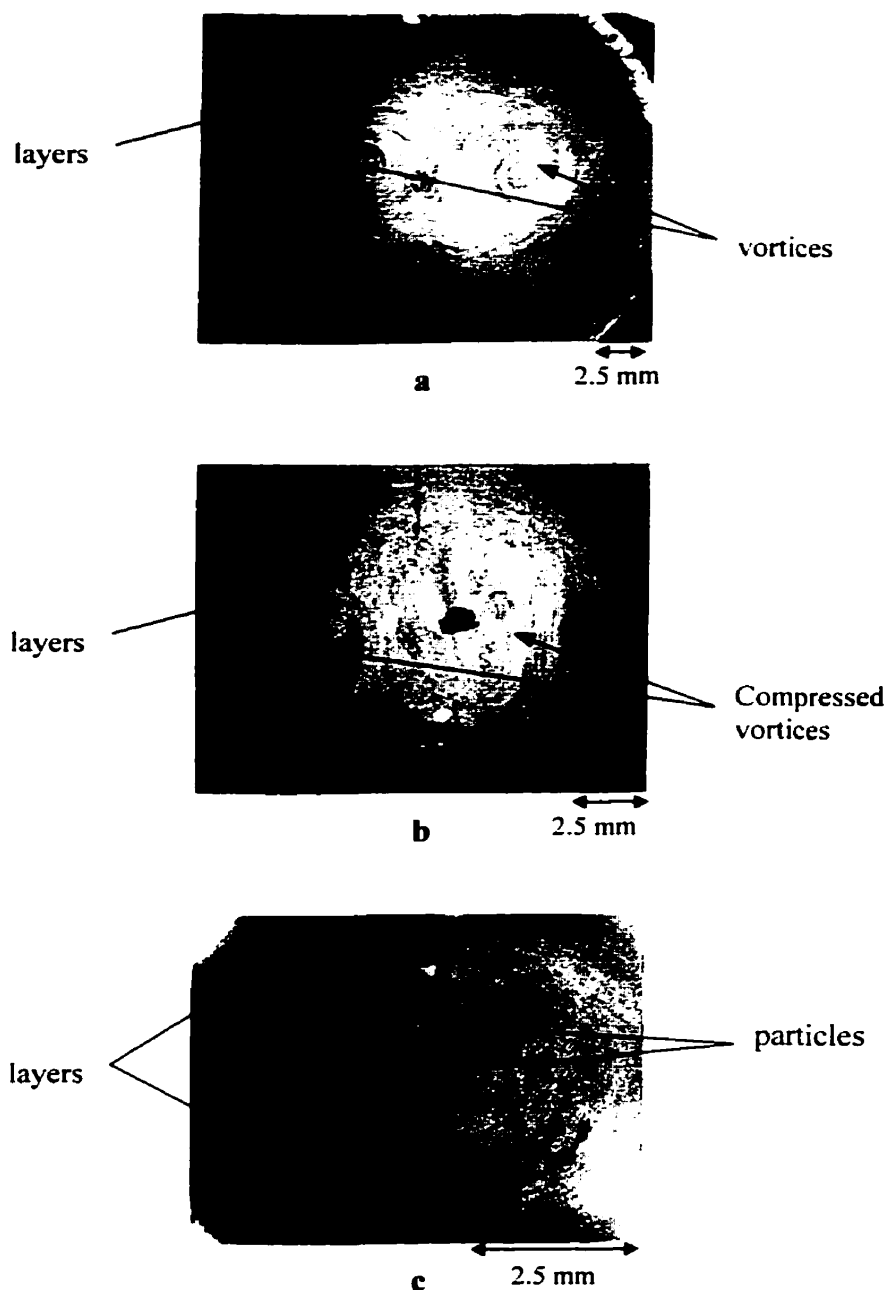 layers
vortices
2.5 mm
a
layers
Compressed
vortices
2.5 mm
b
layers
particles
2.5 mm
c